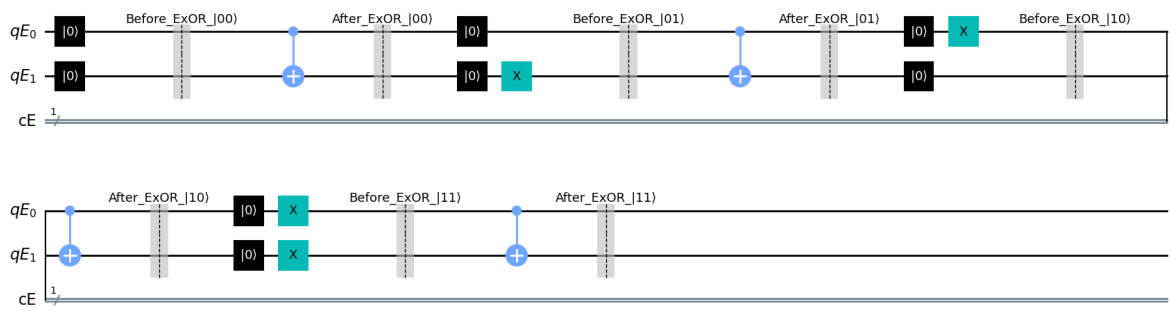 Before_ExOR_|00⟩ After_ExOR_|00⟩ Before_ExOR_|01⟩ After_ExOR_|01⟩ Before_ExOR_|10⟩
qE₀ |0⟩ |0⟩ |0⟩ X
qE₁ |0⟩ |0⟩ X |0⟩
cE 1
After_ExOR_|10⟩ Before_ExOR_|11⟩ After_ExOR_|11⟩
qE₀ |0⟩ X
qE₁ |0⟩ X
cE 1